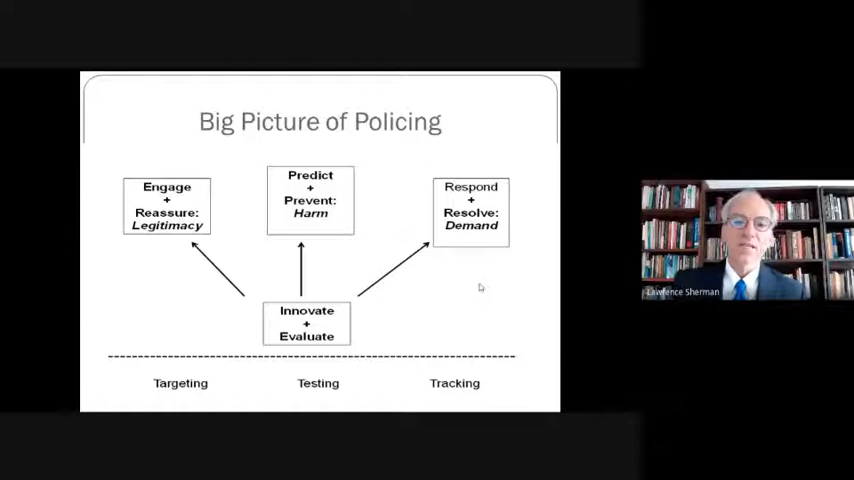 Big Picture of Policing
Engage
+
Reassure:
Legitimacy
Predict
+
Prevent:
Harm
Respond
+
Resolve:
Demand
Innovate
+
Evaluate
Targeting
Testing
Tracking
Lawrence Sherman